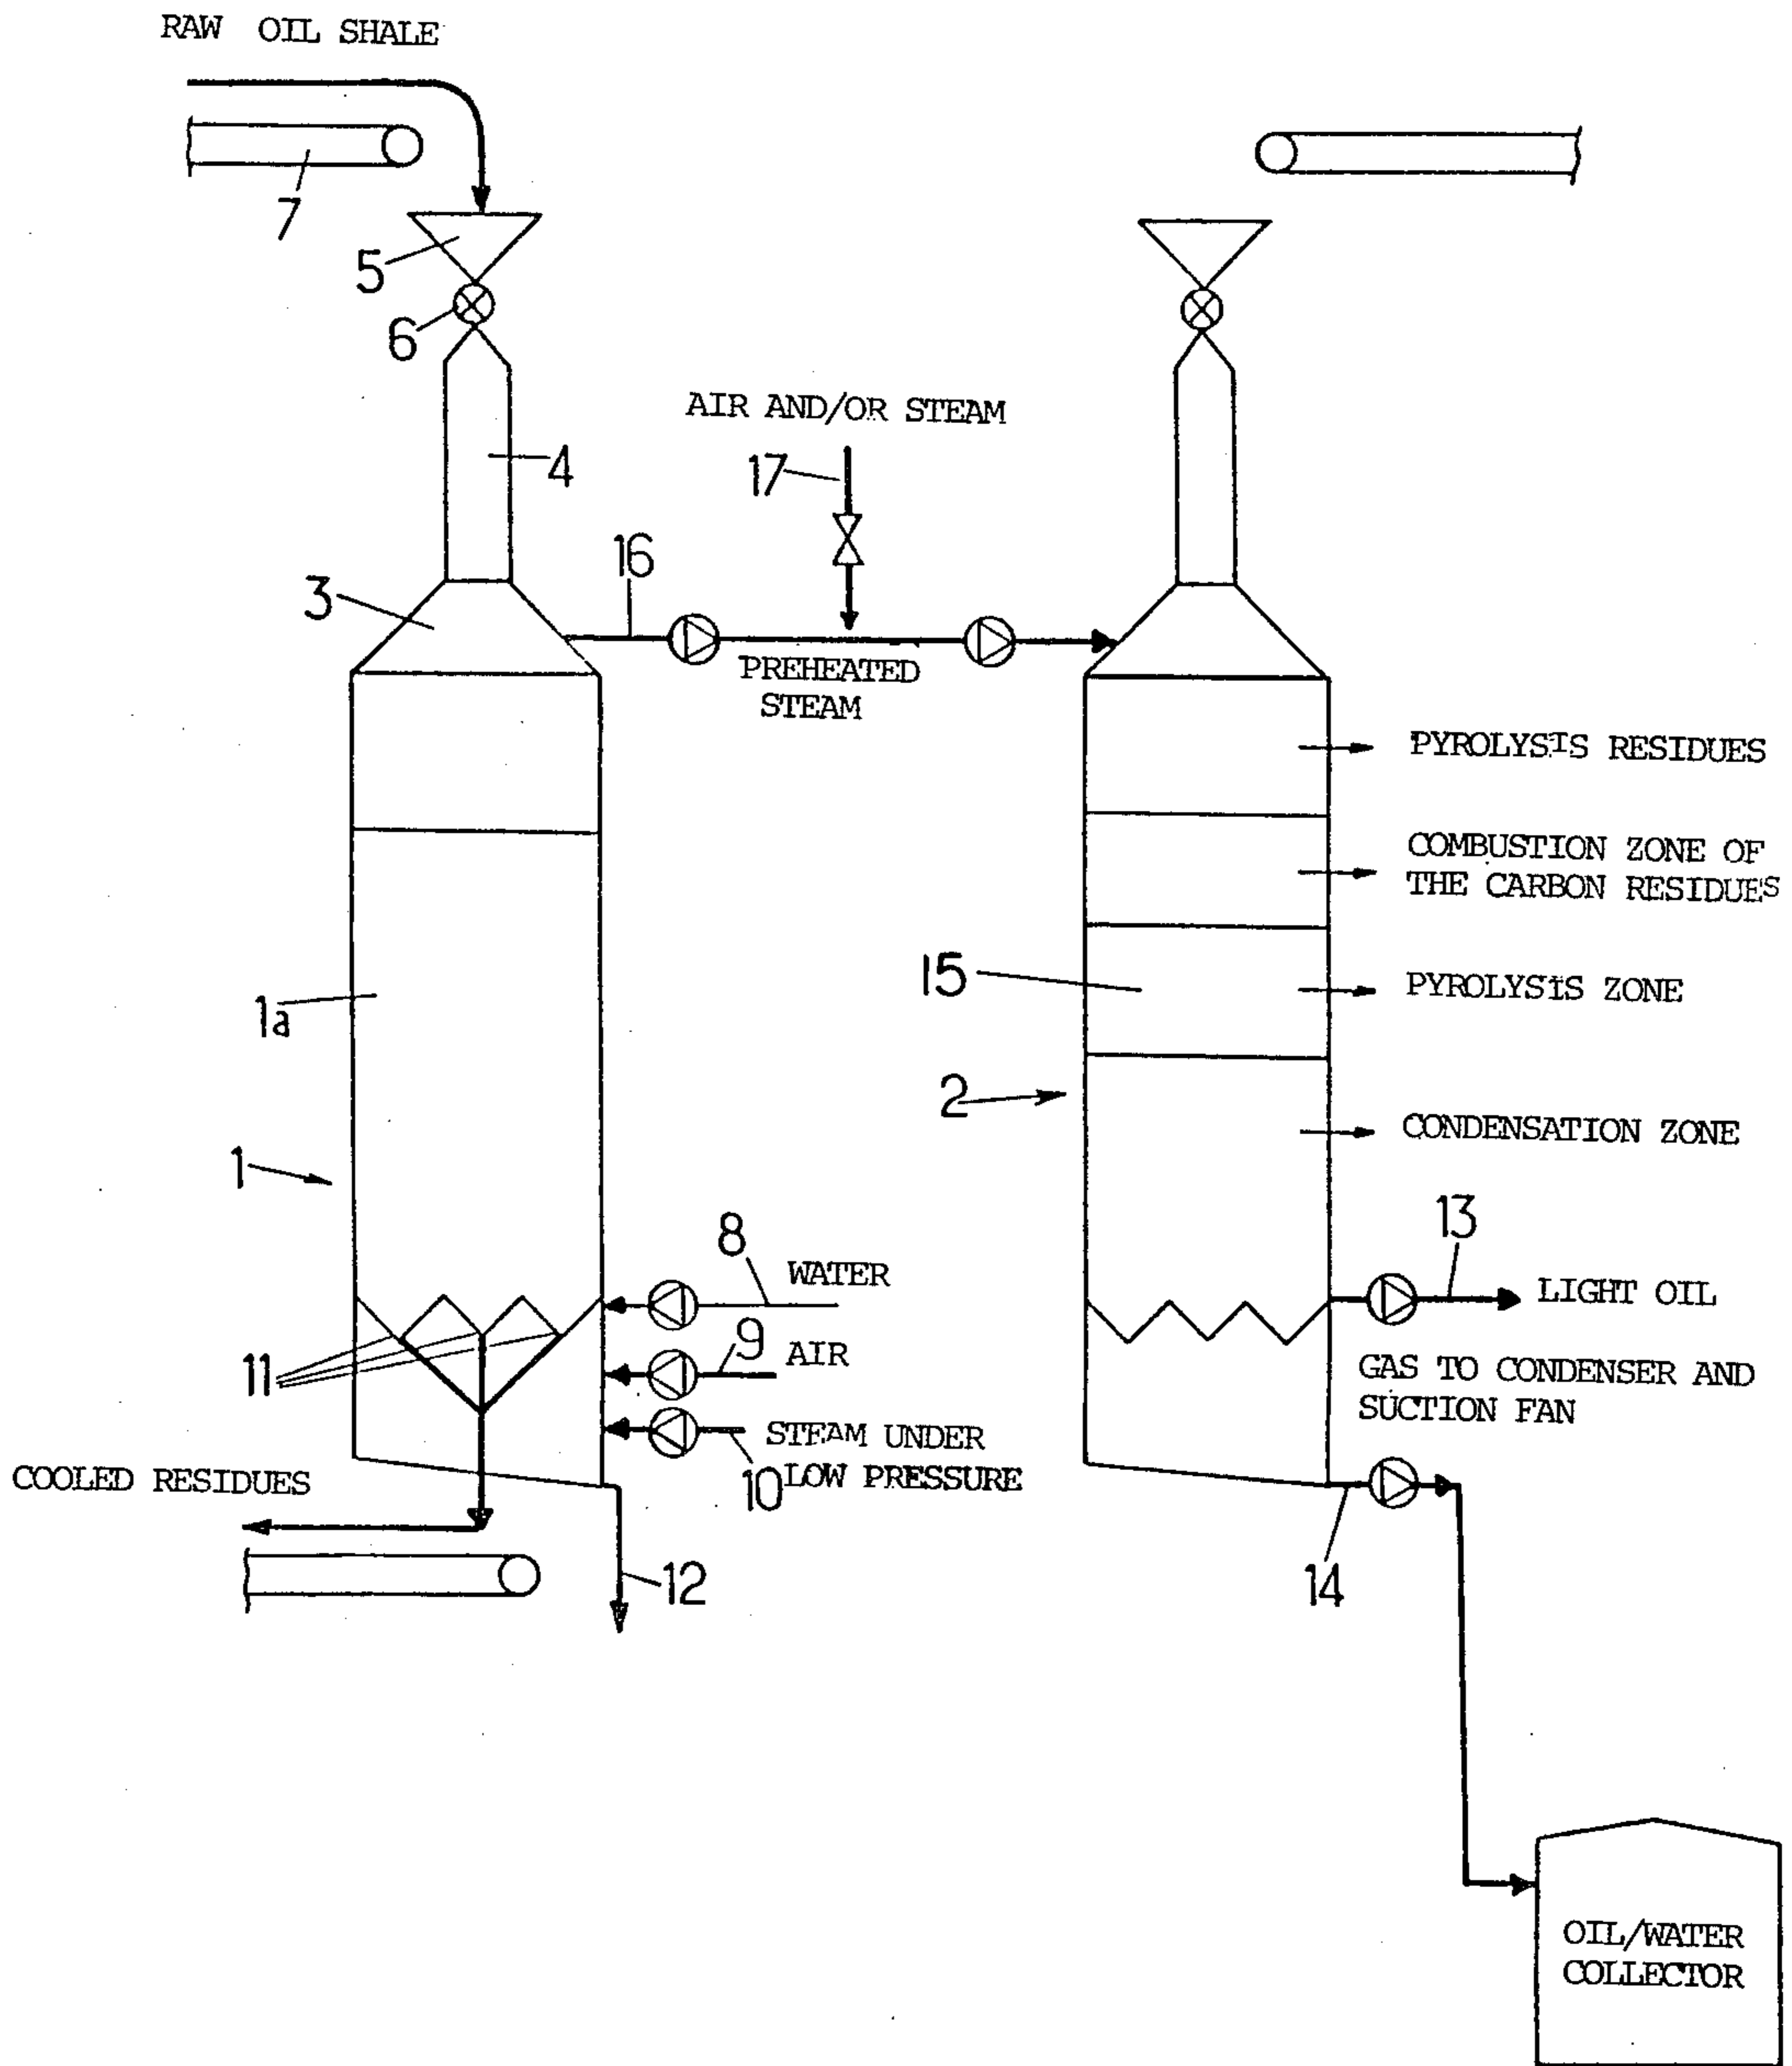 RAW OIL SHALE
7
5
6
AIR AND/OR STEAM
4
17
16
3
PREHEATED
STEAM
PYROLYSIS RESIDUES
COMBUSTION ZONE OF
THE CARBON RESIDUES
15
PYROLYSIS ZONE
1a
2
CONDENSATION ZONE
1
13
8
WATER
LIGHT OIL
9
AIR
11
GAS TO CONDENSER AND
SUCTION FAN
STEAM UNDER
LOW PRESSURE
10
COOLED RESIDUES
12
14
OIL/WATER
COLLECTOR